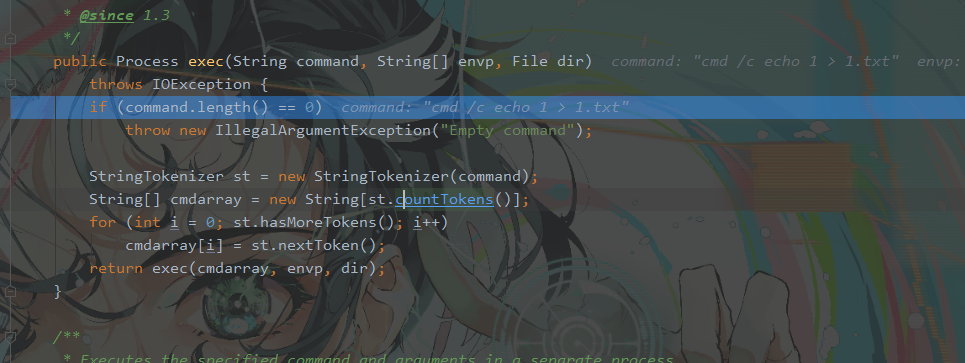 * @since 1.3
*/
public Process exec(String command, String[] envp, File dir)  command: "cmd /c echo 1 > 1.txt"  envp:
throws IOException {
if (command.length() == 0)  command: "cmd /c echo 1 > 1.txt"
throw new IllegalArgumentException("Empty command");
StringTokenizer st = new StringTokenizer(command);
String[] cmdarray = new String[st.countTokens()];
for (int i = 0; st.hasMoreTokens(); i++)
cmdarray[i] = st.nextToken();
return exec(cmdarray, envp, dir);
}
/**
* Executes the specified command and arguments in a separate process